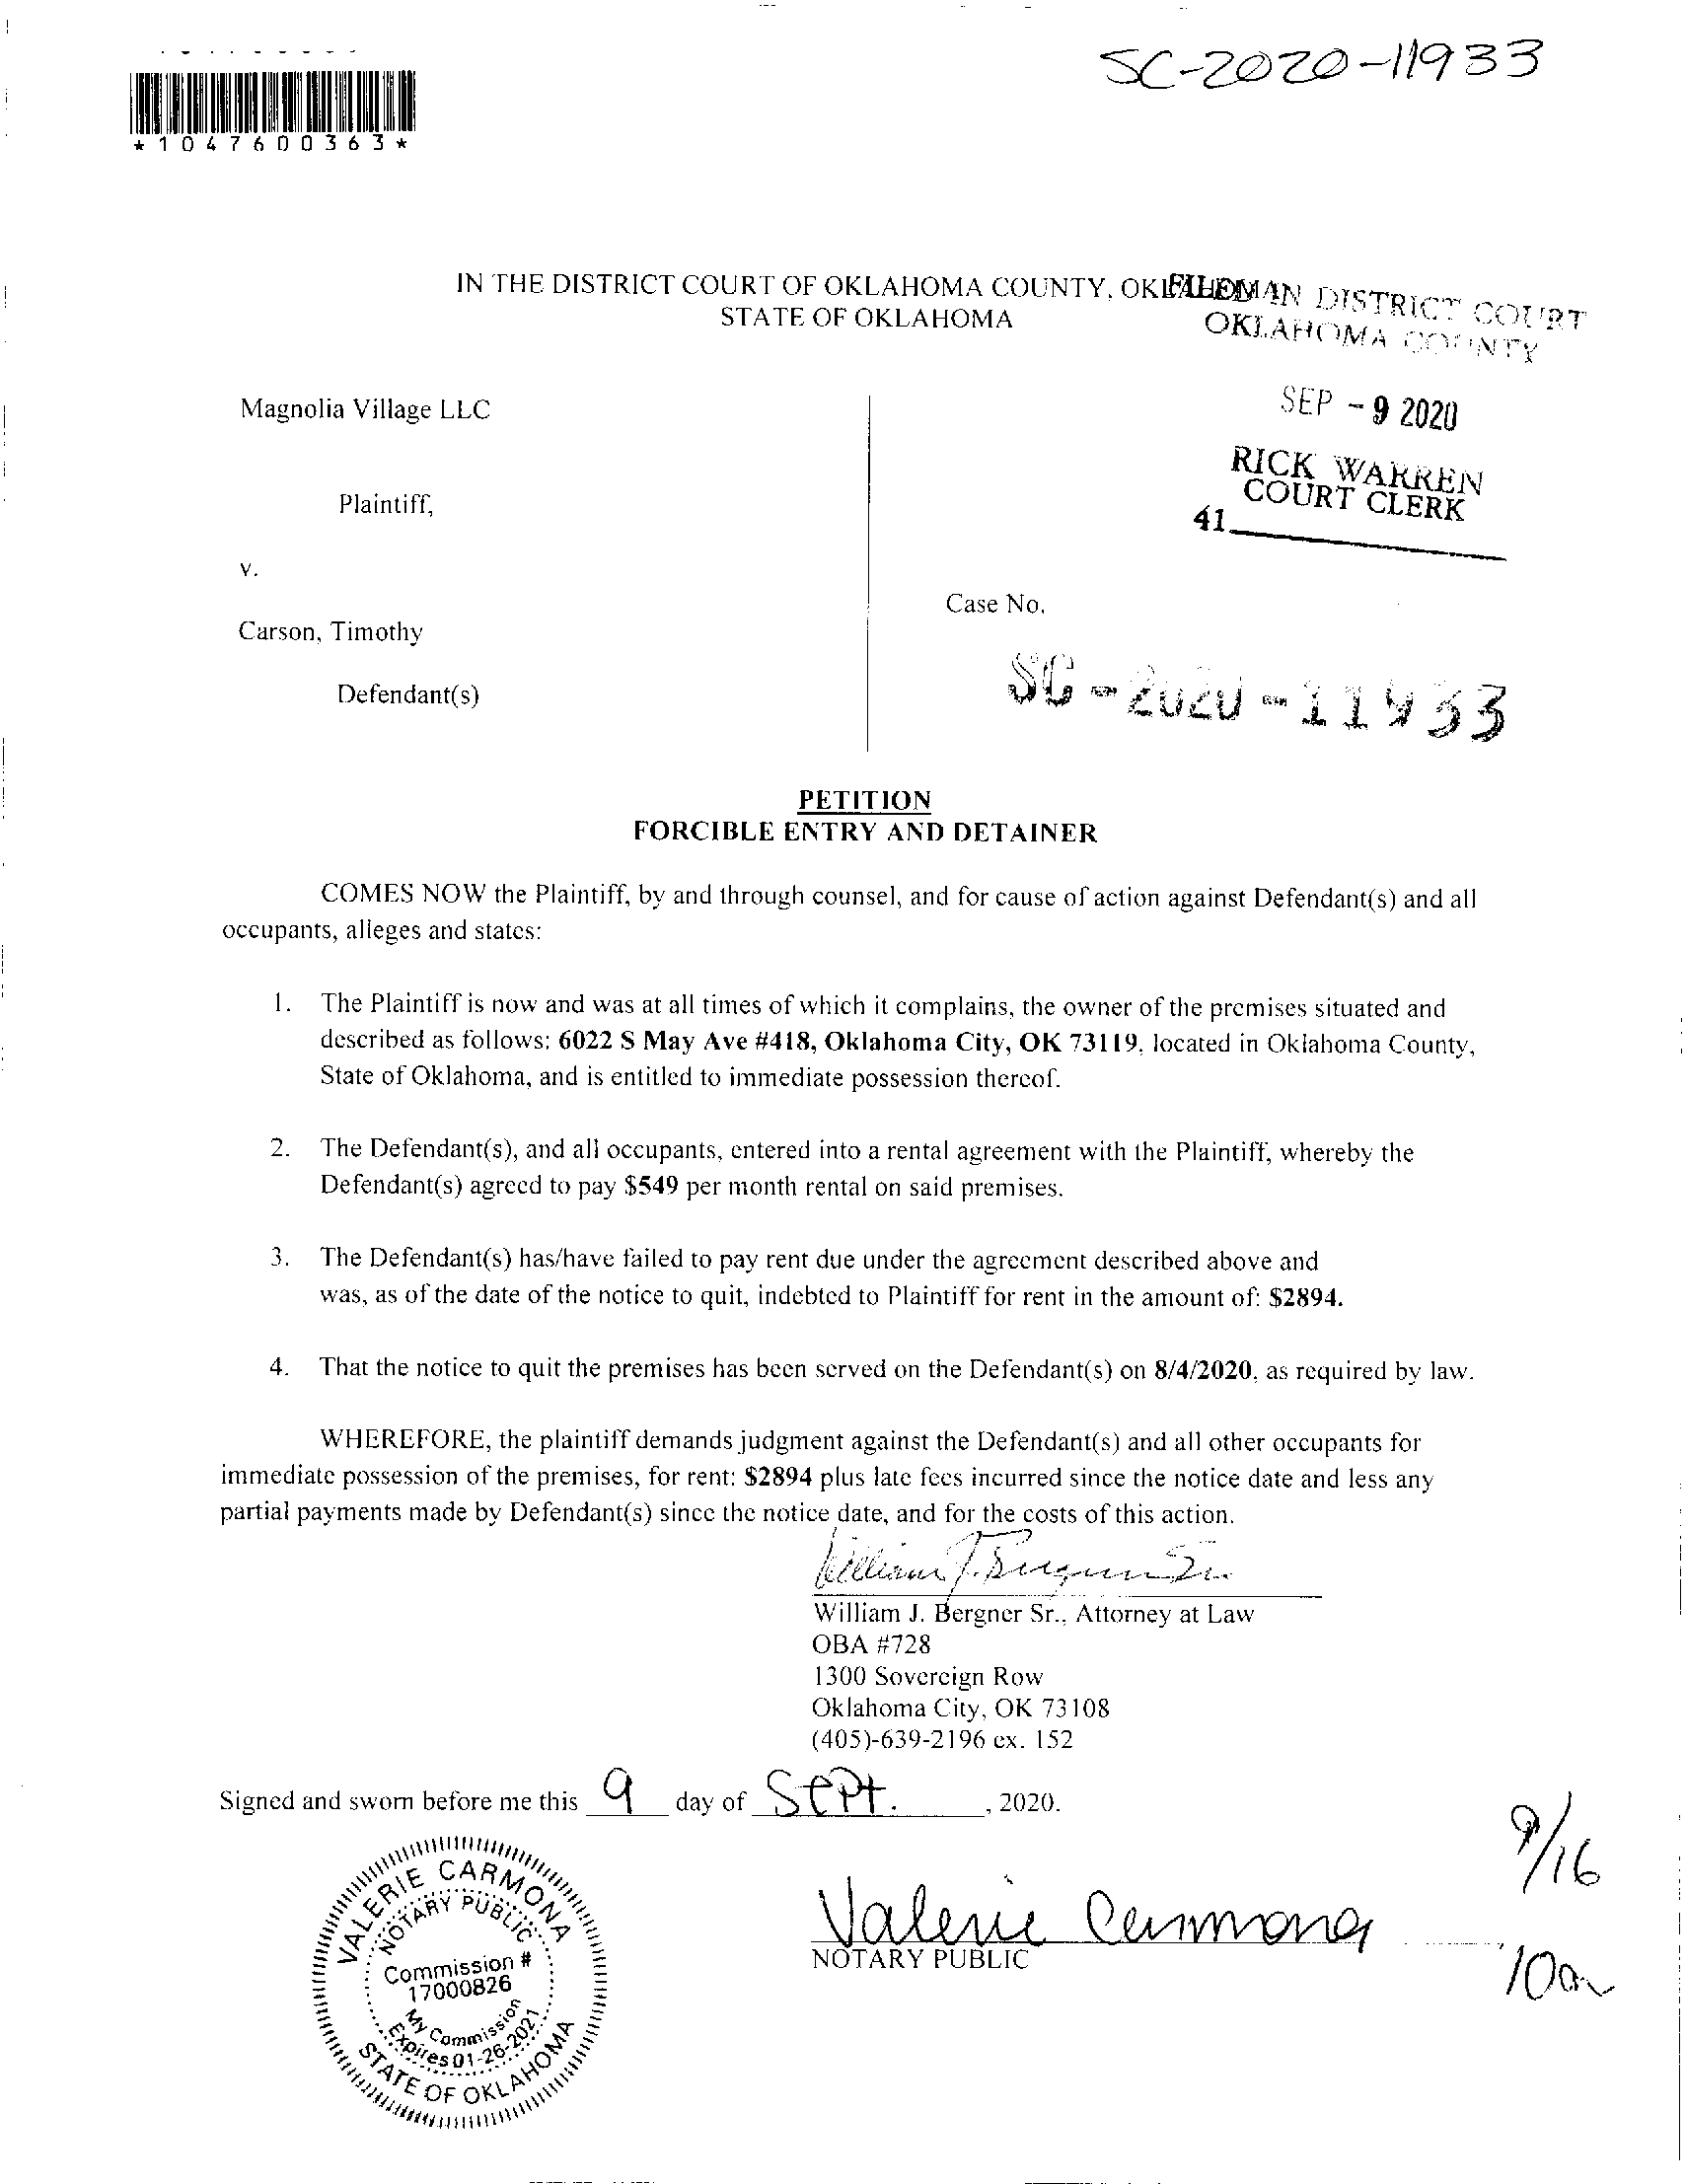 SC-2020-11933
*1047600363*
IN THE DISTRICT COURT OF OKLAHOMA COUNTY, OKLAHOMA
STATE OF OKLAHOMA
FILED IN DISTRICT COURT
OKLAHOMA COUNTY
SEP - 9 2020
RICK WARREN
COURT CLERK
41
Magnolia Village LLC
Plaintiff,
v.
Carson, Timothy
Defendant(s)
Case No.
SC - 2020 - 11933
PETITION
FORCIBLE ENTRY AND DETAINER
COMES NOW the Plaintiff, by and through counsel, and for cause of action against Defendant(s) and all
occupants, alleges and states:
1. The Plaintiff is now and was at all times of which it complains, the owner of the premises situated and
described as follows: 6022 S May Ave #418, Oklahoma City, OK 73119, located in Oklahoma County,
State of Oklahoma, and is entitled to immediate possession thereof.
2. The Defendant(s), and all occupants, entered into a rental agreement with the Plaintiff, whereby the
Defendant(s) agreed to pay $549 per month rental on said premises.
3. The Defendant(s) has/have failed to pay rent due under the agreement described above and
was, as of the date of the notice to quit, indebted to Plaintiff for rent in the amount of: $2894.
4. That the notice to quit the premises has been served on the Defendant(s) on 8/4/2020, as required by law.
WHEREFORE, the plaintiff demands judgment against the Defendant(s) and all other occupants for
immediate possession of the premises, for rent: $2894 plus late fees incurred since the notice date and less any
partial payments made by Defendant(s) since the notice date, and for the costs of this action.
William J. Bergner Sr.
William J. Bergner Sr., Attorney at Law
OBA #728
1300 Sovereign Row
Oklahoma City, OK 73108
(405)-639-2196 ex. 152
Signed and sworn before me this 9 day of Sept. , 2020.
VALERIE CARMONA
NOTARY PUBLIC
Commission #
17000826
My Commission
Expires 01-26-2021
STATE OF OKLAHOMA
Valerie Carmona
NOTARY PUBLIC
9/16
10am